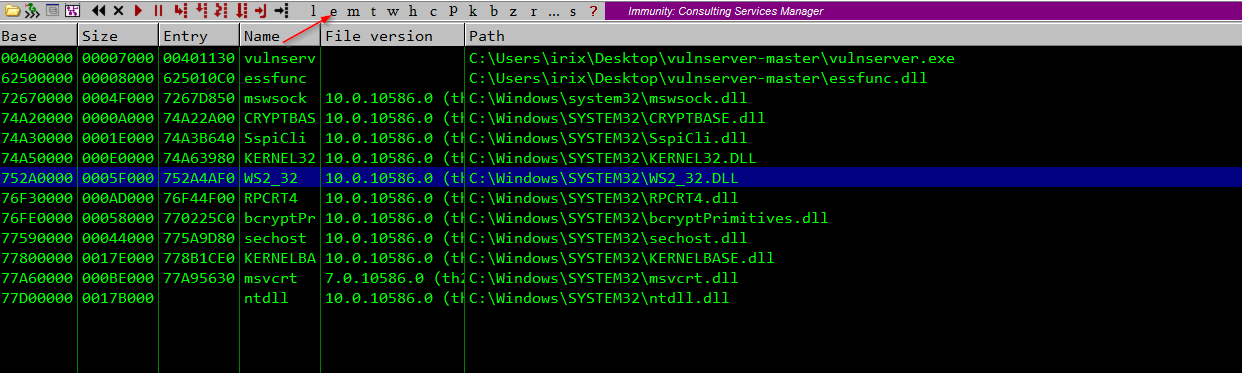 l e m t w h c p k b z r ... s ? Immunity: Consulting Services Manager
Base Size Entry Name File version Path
00400000 00007000 00401130 vulnserv C:\Users\irix\Desktop\vulnserver-master\vulnserver.exe
62500000 00008000 625010C0 essfunc C:\Users\irix\Desktop\vulnserver-master\essfunc.dll
72670000 0004F000 7267D850 mswsock 10.0.10586.0 (th C:\Windows\system32\mswsock.dll
74A20000 0000A000 74A22A00 CRYPTBAS 10.0.10586.0 (th C:\Windows\SYSTEM32\CRYPTBASE.dll
74A30000 0001E000 74A3B640 SspiCli 10.0.10586.0 (th C:\Windows\SYSTEM32\SspiCli.dll
74A50000 000E0000 74A63980 KERNEL32 10.0.10586.0 (th C:\Windows\SYSTEM32\KERNEL32.DLL
752A0000 0005F000 752A4AF0 WS2_32 10.0.10586.0 (th C:\Windows\SYSTEM32\WS2_32.DLL
76F30000 000AD000 76F44F00 RPCRT4 10.0.10586.0 (th C:\Windows\SYSTEM32\RPCRT4.dll
76FE0000 00058000 770225C0 bcryptPr 10.0.10586.0 (th C:\Windows\SYSTEM32\bcryptPrimitives.dll
77590000 00044000 775A9D80 sechost 10.0.10586.0 (th C:\Windows\SYSTEM32\sechost.dll
77800000 0017E000 778B1CE0 KERNELBA 10.0.10586.0 (th C:\Windows\SYSTEM32\KERNELBASE.dll
77A60000 000BE000 77A95630 msvcrt 7.0.10586.0 (th2 C:\Windows\SYSTEM32\msvcrt.dll
77D00000 0017B000 ntdll 10.0.10586.0 (th C:\Windows\SYSTEM32\ntdll.dll